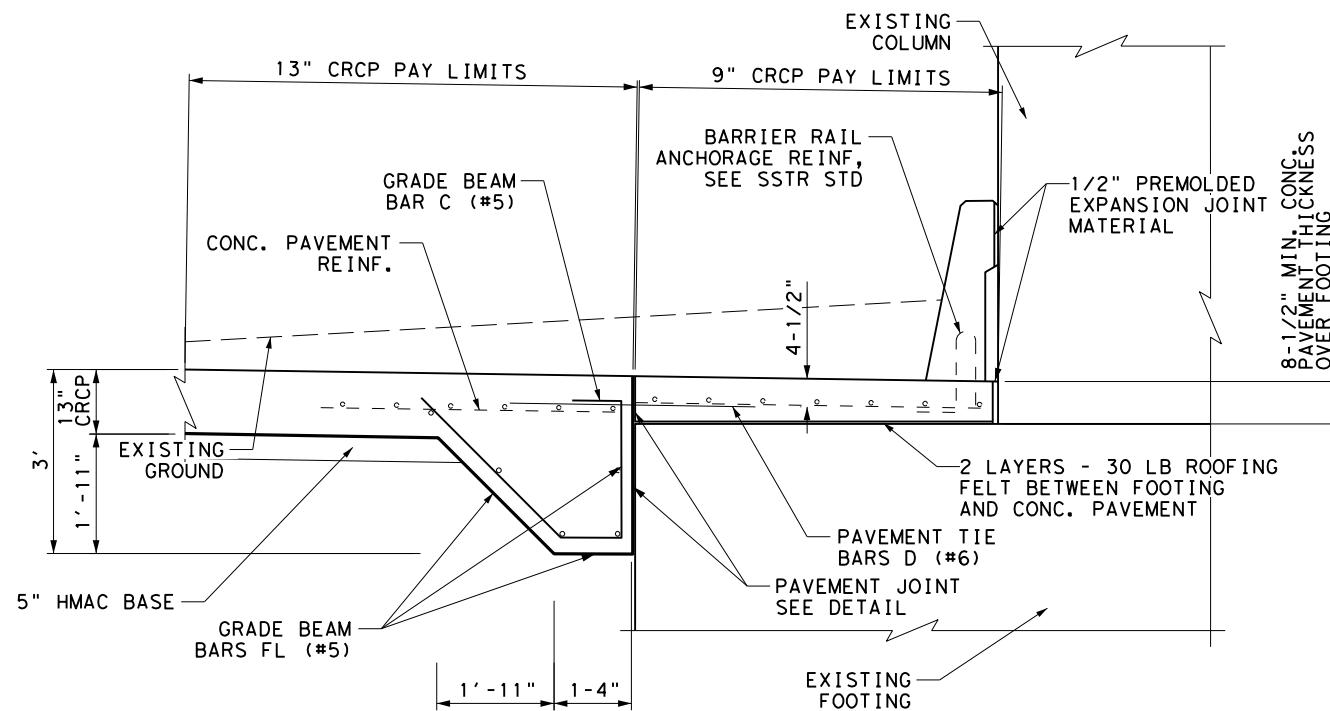 EXISTING
COLUMN
13" CRCP PAY LIMITS
9" CRCP PAY LIMITS
BARRIER RAIL
ANCHORAGE REINF,
SEE SSTR STD
GRADE BEAM
BAR C (#5)
1/2" PREMOLDED
EXPANSION JOINT
MATERIAL
8-1/2" MIN. CONC.
PAVEMENT THICKNESS
OVER FOOTING
CONC. PAVEMENT
REINF.
4-1/2"
13"
CRCP
3'
1'-11"
EXISTING
GROUND
2 LAYERS - 30 LB ROOFING
FELT BETWEEN FOOTING
AND CONC. PAVEMENT
PAVEMENT TIE
BARS D (#6)
PAVEMENT JOINT
SEE DETAIL
5" HMAC BASE
GRADE BEAM
BARS FL (#5)
1'-11"
1-4"
EXISTING
FOOTING